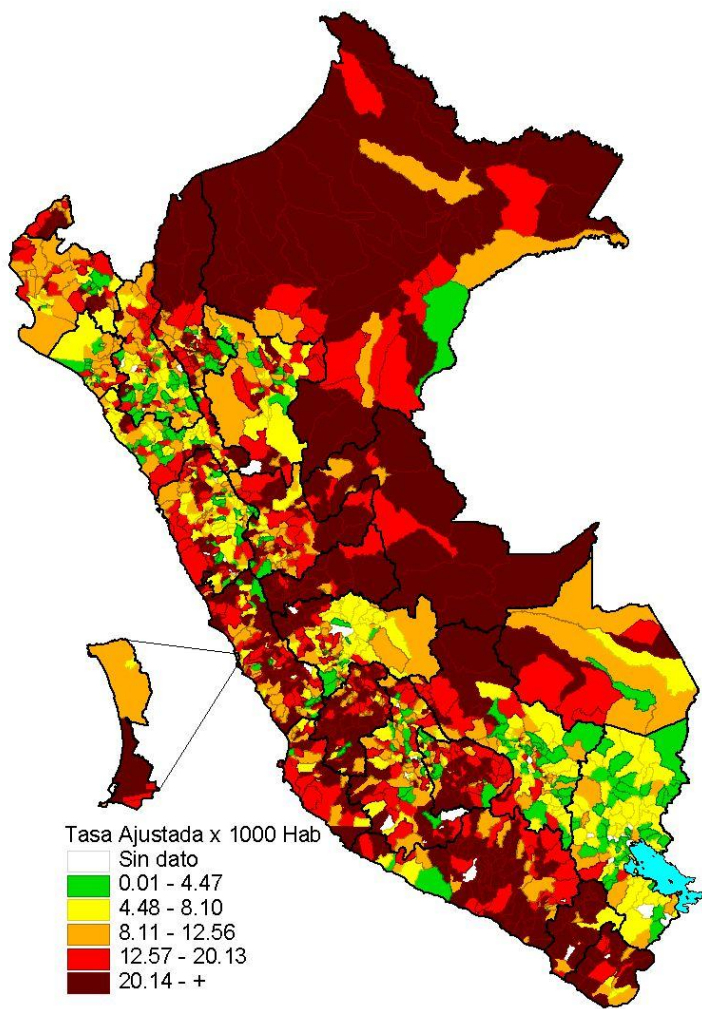 Tasa Ajustada x 1000 Hab
Sin dato
0.01 - 4.47
4.48 - 8.10
8.11 - 12.56
12.57 - 20.13
20.14 - +